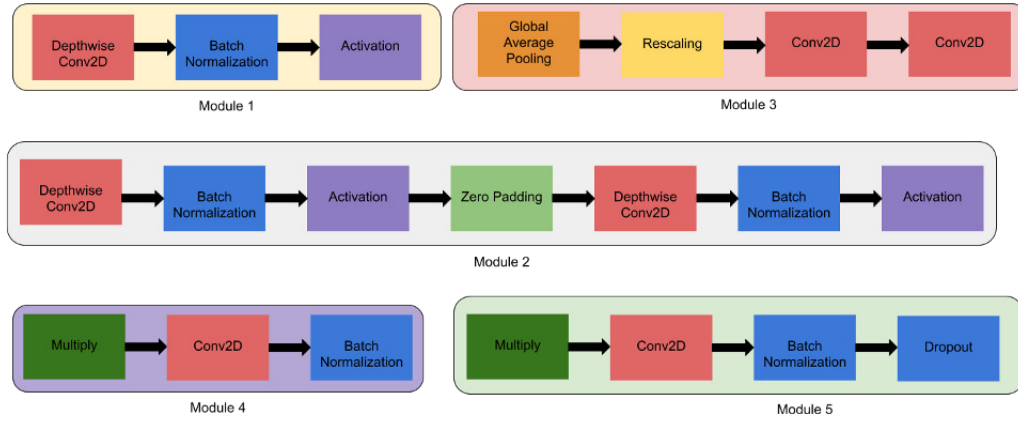 Depthwise
Conv2D
Batch
Normalization
Activation
Module 1
Global
Average
Pooling
Rescaling
Conv2D
Conv2D
Module 3
Depthwise
Conv2D
Batch
Normalization
Activation
Zero Padding
Depthwise
Conv2D
Batch
Normalization
Activation
Module 2
Multiply
Conv2D
Batch
Normalization
Module 4
Multiply
Conv2D
Batch
Normalization
Dropout
Module 5